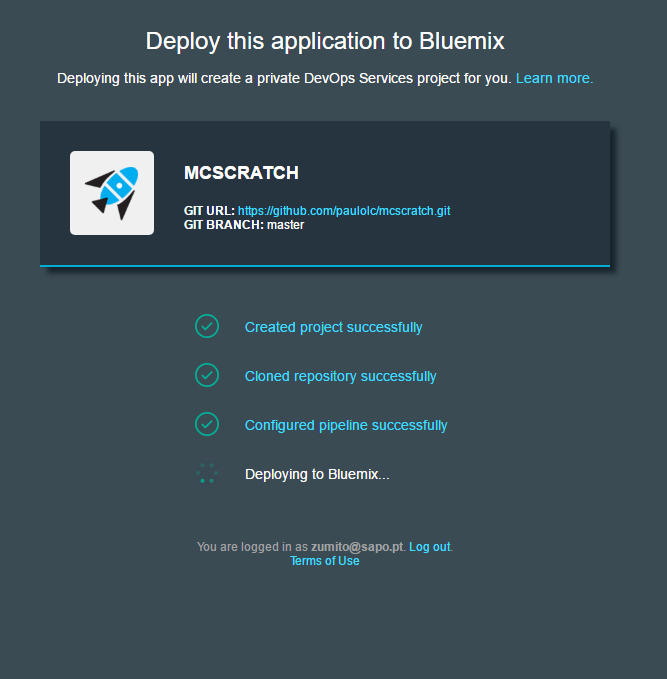 Deploy this application to Bluemix
Deploying this app will create a private DevOps Services project for you. Learn more.
MCSCRATCH
GIT URL: https://github.com/paulolc/mcscratch.git
GIT BRANCH: master
Created project successfully
Cloned repository successfully
Configured pipeline successfully
Deploying to Bluemix...
You are logged in as zumito@sapo.pt. Log out.
Terms of Use